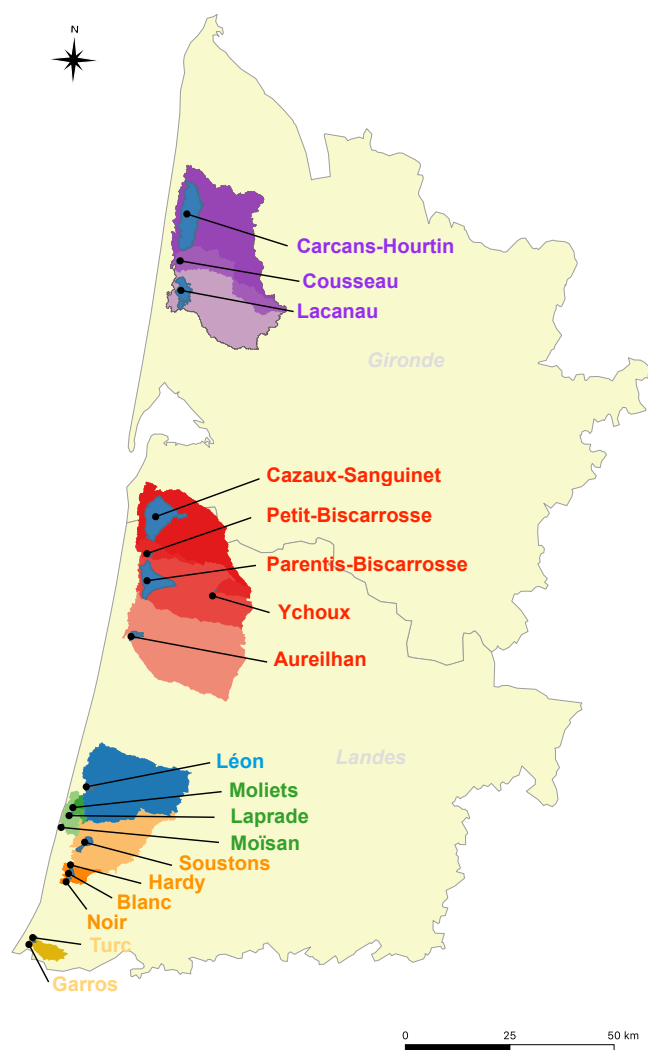 N
Carcans-Hourtin
Cousseau
Lacanau
Gironde
Cazaux-Sanguinet
Petit-Biscarrosse
Parentis-Biscarrosse
Ychoux
Aureilhan
Landes
Léon
Moliets
Laprade
Moïsan
Soustons
Hardy
Blanc
Noir
Turc
Garros
0 25 50 km